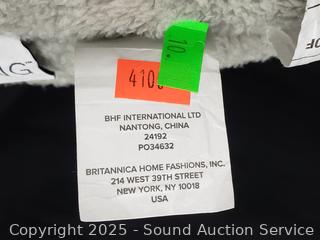 10.
410
BHF INTERNATIONAL LTD
NANTONG, CHINA
24192
PO34632
BRITANNICA HOME FASHIONS, INC.
214 WEST 39TH STREET
NEW YORK, NY 10018
USA
Copyright 2025 - Sound Auction Service